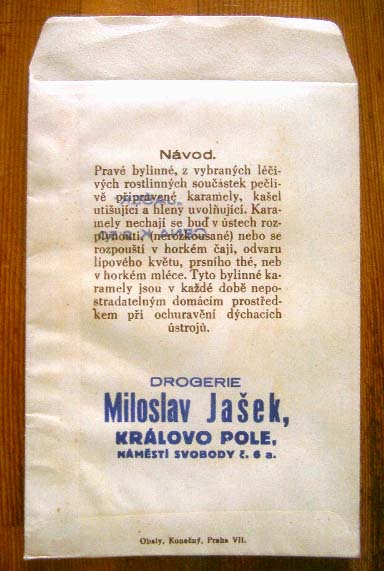 Návod.
Pravé bylinné, z vybraných léči-
vých rostlinných součástek pečli-
vě připravené karamely, kašel
utišující a hleny uvolňující. Kara-
mely nechají se buď v ústech roz-
plynouti, (nerozkousané) nebo se
rozpouští v horkém čaji, odvaru
lipového květu, prsního thé, neb
v horkém mléce. Tyto bylinné ka-
ramely jsou v každé době nepo-
stradatelným domácím prostřed-
kem při ochuravění dýchacích
ústrojů.
DROGERIE
Miloslav Jašek,
KRÁLOVO POLE,
NÁMĚSTÍ SVOBODY č. 6 a.
Obaly, Konečný, Praha VII.